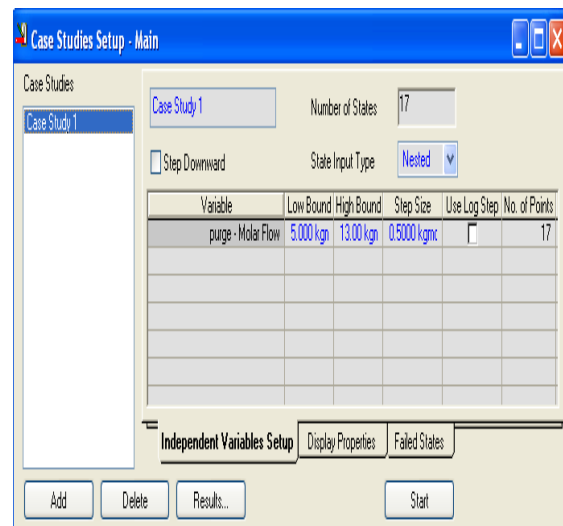 Case Studies Setup - Main
Case Studies
Case Study 1
Case Study 1
Number of States
17
Step Downward
State Input Type
Nested
Variable Low Bound High Bound Step Size Use Log Step No. of Points
purge - Molar Flow 5.000 kgn 13.00 kgn 0.5000 kgmc 17
Independent Variables Setup Display Properties Failed States
Add Delete Results... Start